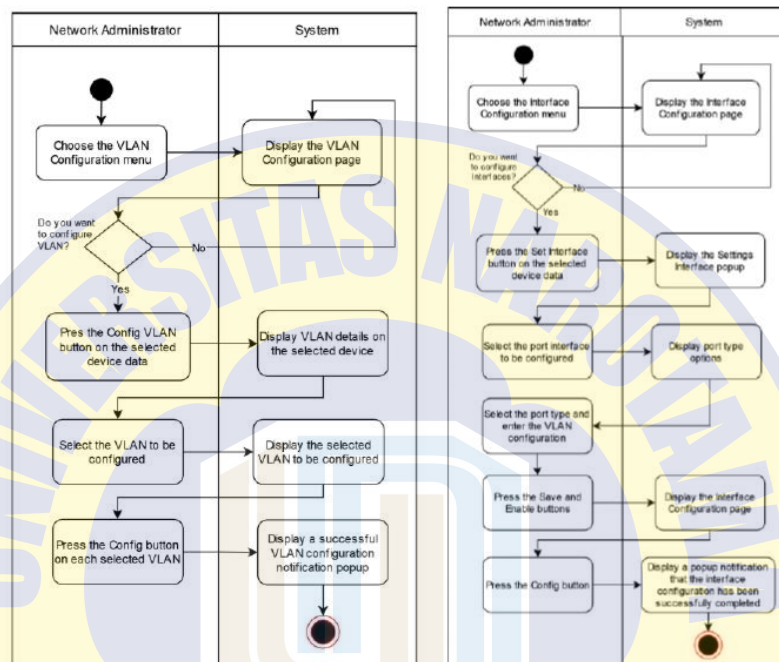 Network Administrator
System
Choose the VLAN
Configuration menu
Display the VLAN
Configuration page
Do you want
to configure
VLAN?
No
Yes
Press the Config VLAN
button on the selected
device data
Display VLAN details on
the selected device
Select the VLAN to be
configured
Display the selected
VLAN to be configured
Press the Config button
on each selected VLAN
Display a successful
VLAN configuration
notification popup
Network Administrator
System
Choose the Interface
Configuration menu
Display the Interface
Configuration page
Do you want
to configure
interfaces?
No
Yes
Press the Set Interface
button on the selected
device data
Display the Settings
Interface popup
Select the port interface
to be configured
Display port type
options
Select the port type and
enter the VLAN
configuration
Press the Save and
Enable buttons
Display the Interface
Configuration page
Press the Config button
Display a popup notification
that the interface
configuration has been
successfully completed
UNIVERSITAS NAROTAMA